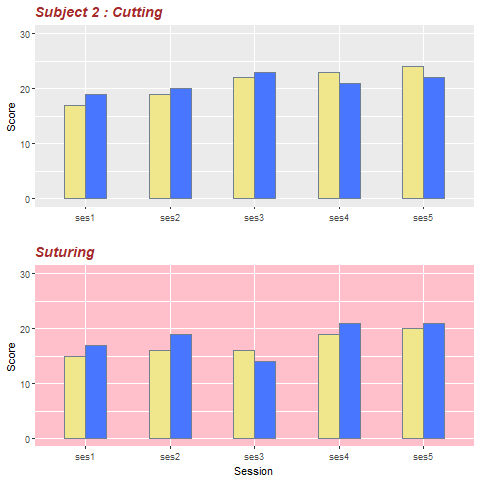 Subject 2 : Cutting
30
20
10
0
Score
ses1 ses2 ses3 ses4 ses5
Suturing
30
20
10
0
Score
ses1 ses2 ses3 ses4 ses5
Session